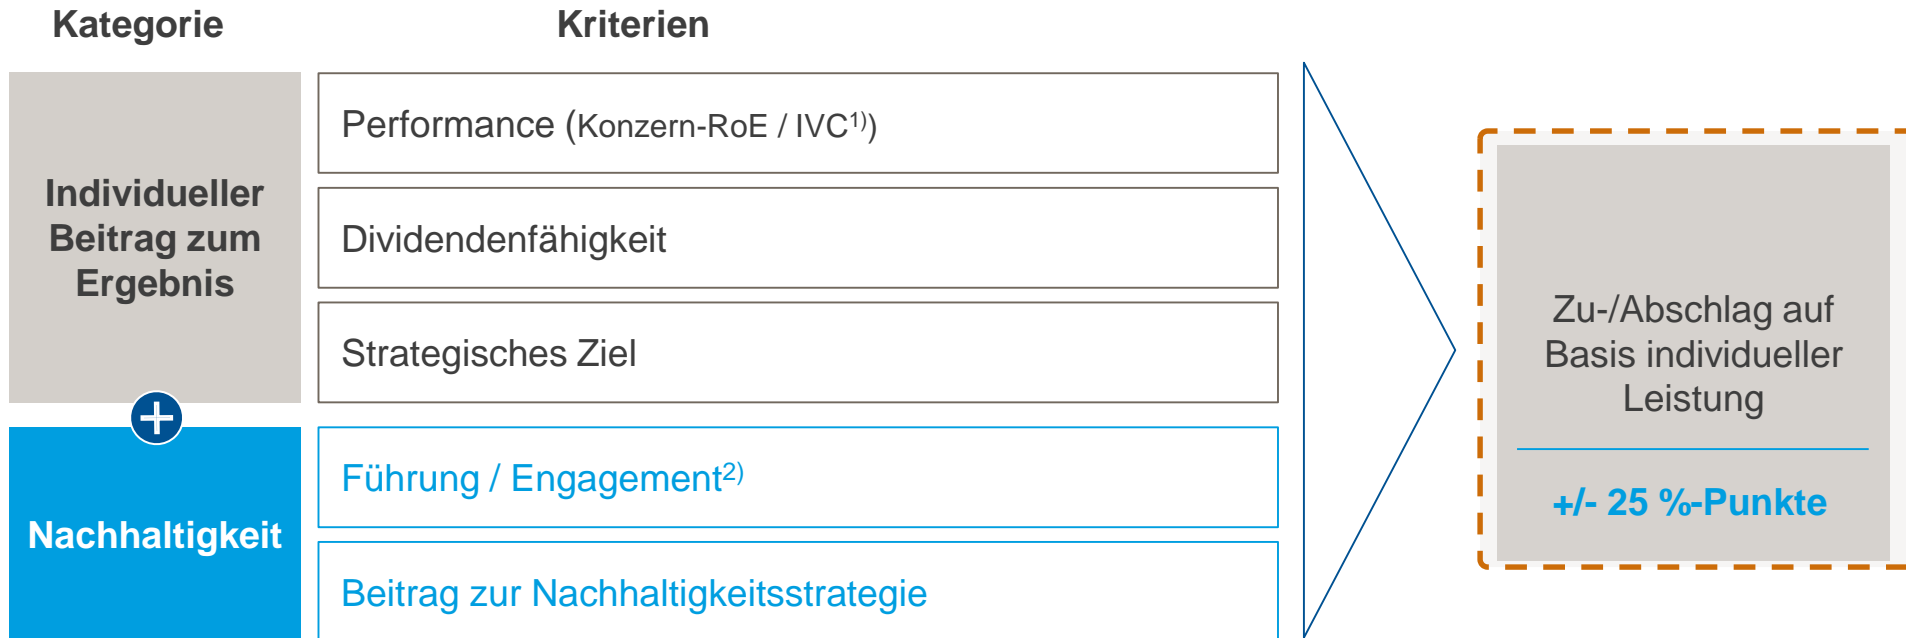 Kategorie
Kriterien
Individueller
Beitrag zum
Ergebnis
Performance (Konzern-RoE / IVC¹⁾)
Dividendenfähigkeit
Strategisches Ziel
Nachhaltigkeit
Führung / Engagement²⁾
Beitrag zur Nachhaltigkeitsstrategie
Zu-/Abschlag auf
Basis individueller
Leistung
+/- 25 %-Punkte